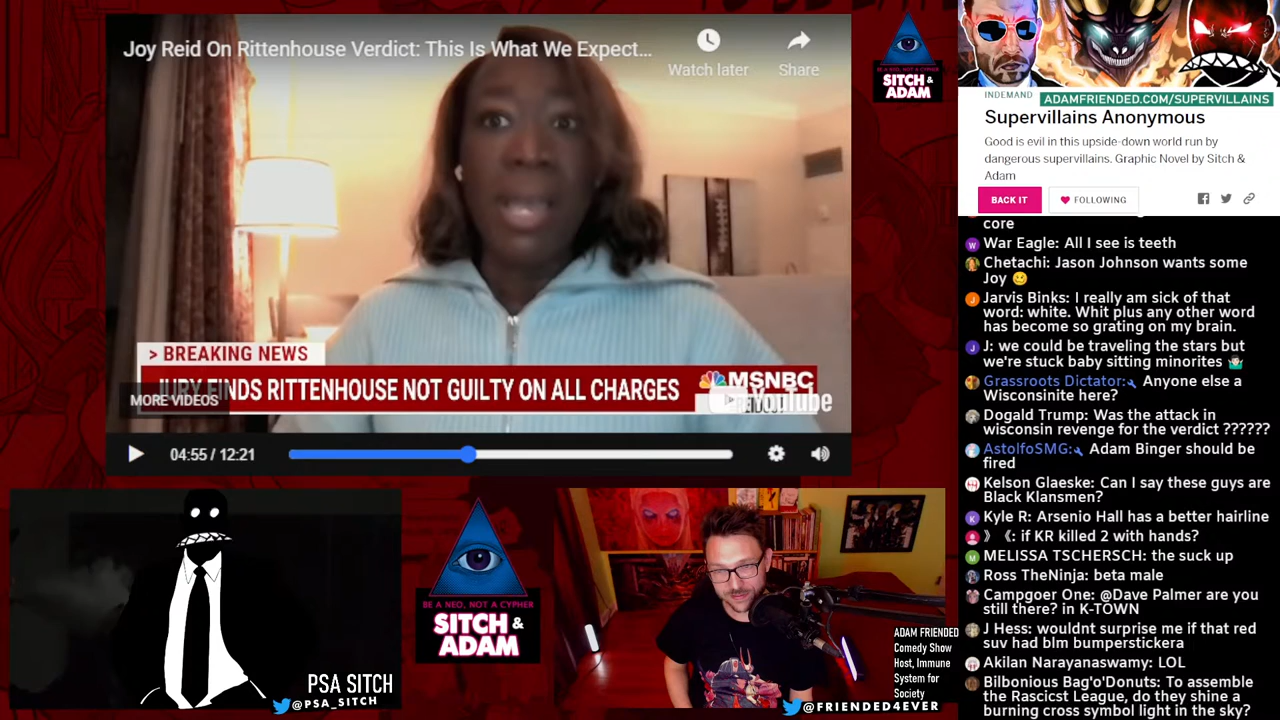 Joy Reid On Rittenhouse Verdict: This Is What We Expect...
Watch later
Share
BE A NEO, NOT A CYPHER
SITCH &
ADAM
> BREAKING NEWS
JURY FINDS RITTENHOUSE NOT GUILTY ON ALL CHARGES
MSNBC
MORE VIDEOS
YouTube
04:55 / 12:21
INDEMAND
ADAMFRIENDED.COM/SUPERVILLAINS
Supervillains Anonymous
Good is evil in this upside-down world run by
dangerous supervillains. Graphic Novel by Sitch &
Adam
BACK IT
FOLLOWING
core
War Eagle: All I see is teeth
Chetachi: Jason Johnson wants some
Joy 🥴
Jarvis Binks: I really am sick of that
word: white. Whit plus any other word
has become so grating on my brain.
J: we could be traveling the stars but
we're stuck baby sitting minorites 🤷🏻‍♂️
Grassroots Dictator:🔧 Anyone else a
Wisconsinite here?
Dogald Trump: Was the attack in
wisconsin revenge for the verdict ??????
AstolfoSMG:🔧 Adam Binger should be
fired
Kelson Glaeske: Can I say these guys are
Black Klansmen?
Kyle R: Arsenio Hall has a better hairline
》《: if KR killed 2 with hands?
MELISSA TSCHERSCH: the suck up
Ross TheNinja: beta male
Campgoer One: @Dave Palmer are you
still there? in K-TOWN
J Hess: wouldnt surprise me if that red
suv had blm bumperstickera
Akilan Narayanaswamy: LOL
Bilbonious Bag'o'Donuts: To assemble
the Rascicst League, do they shine a
burning cross symbol light in the sky?
PSA SITCH
@PSA_SITCH
BE A NEO, NOT A CYPHER
SITCH &
ADAM
ADAM FRIENDED
Comedy Show
Host, Immune
System for
Society
@FRIENDED4EVER